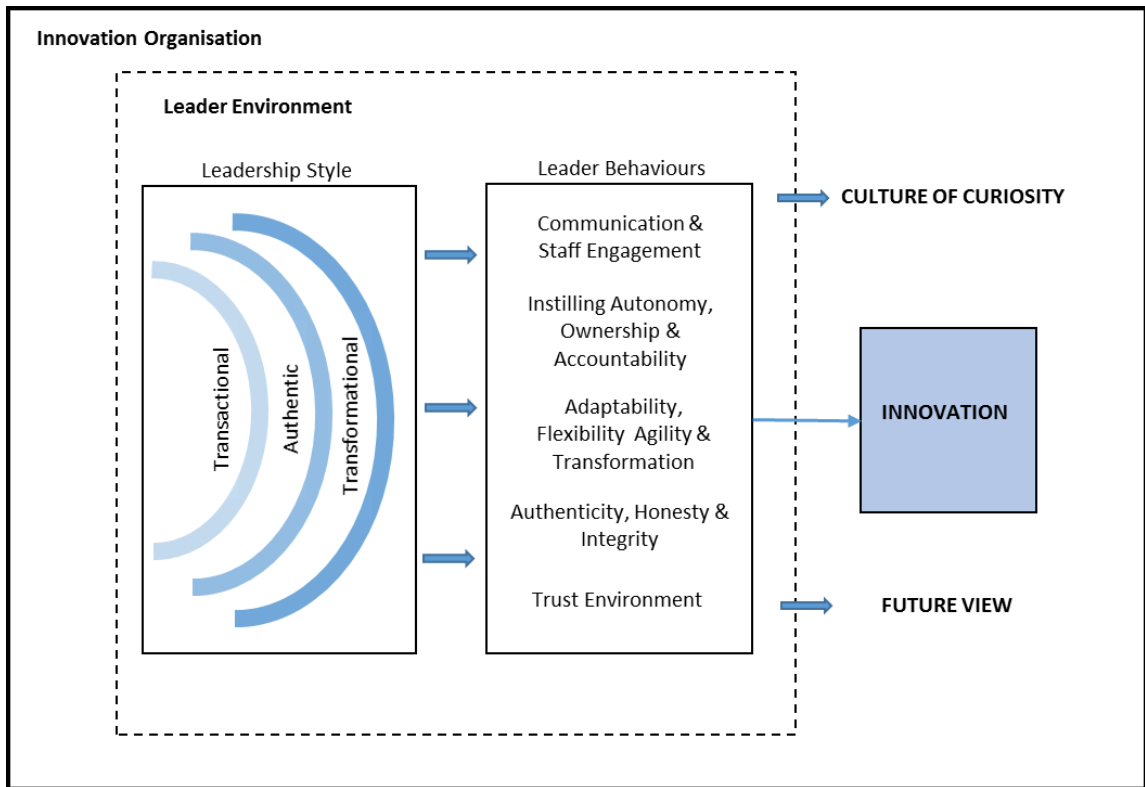 Innovation Organisation
Leader Environment
Leadership Style
Transactional
Authentic
Transformational
Leader Behaviours
Communication &
Staff Engagement
Instilling Autonomy,
Ownership &
Accountability
Adaptability,
Flexibility Agility &
Transformation
Authenticity, Honesty &
Integrity
Trust Environment
CULTURE OF CURIOSITY
INNOVATION
FUTURE VIEW